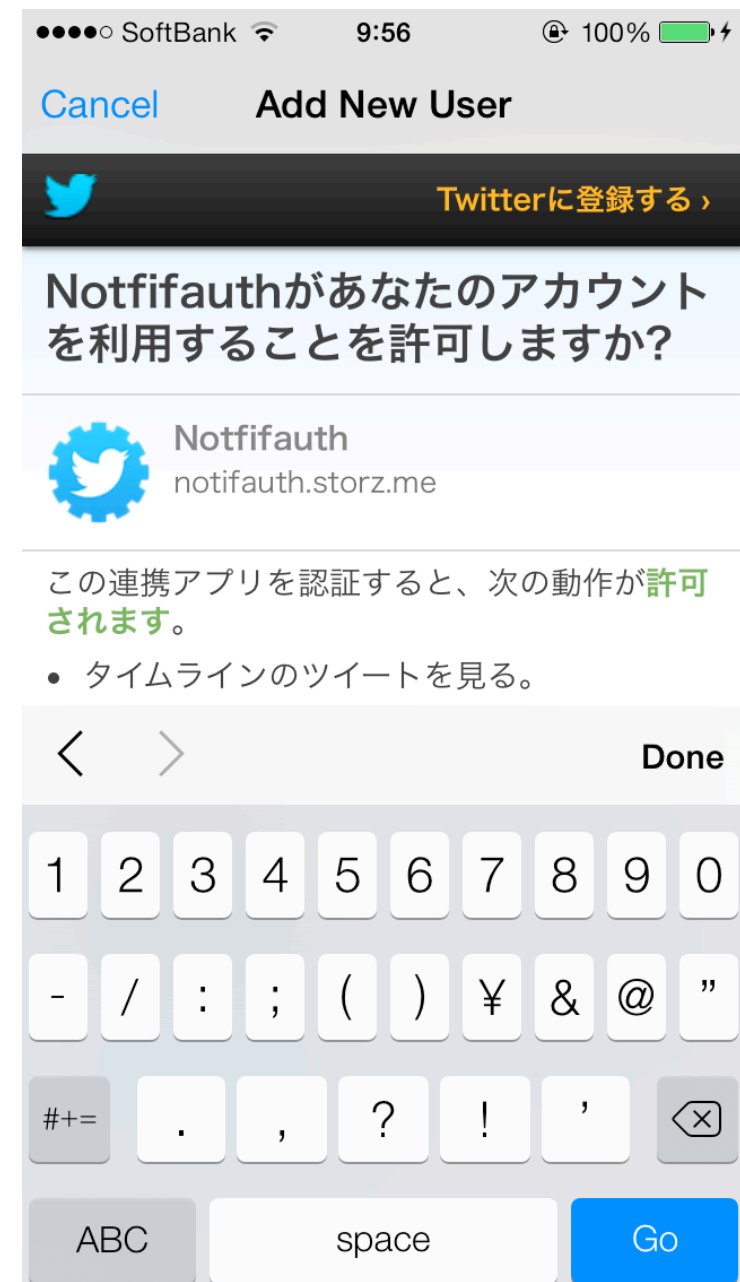 SoftBank 9:56 100%
Cancel Add New User
Twitterに登録する ›
Notfifauthがあなたのアカウント
を利用することを許可しますか?
Notfifauth
notifauth.storz.me
この連携アプリを認証すると、次の動作が許可
されます。
• タイムラインのツイートを見る。
Done
1 2 3 4 5 6 7 8 9 0
- / : ; ( ) ¥ & @ ”
#+= . , ? ! ’
ABC space Go